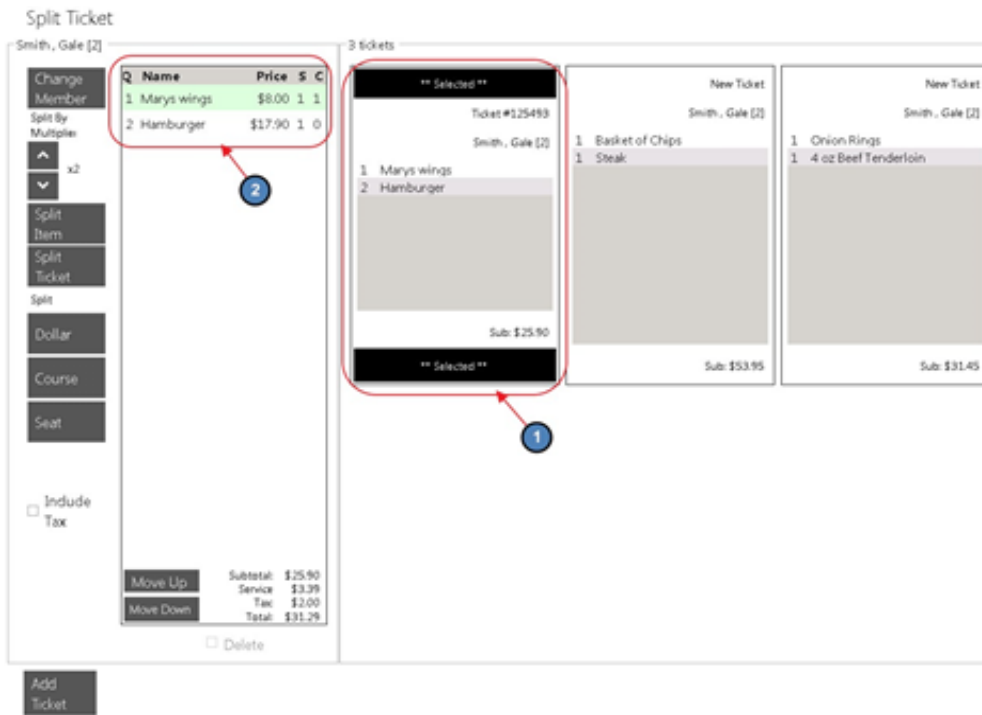 Split Ticket
Smith, Gale [2]
Change
Member
Split By
Multiplier
x2
Split
Item
Split
Ticket
Split
Dollar
Course
Seat
Include
Tax
Q Name Price S C
1 Marys wings $8.00 1 1
2 Hamburger $17.90 1 0
2
Move Up
Move Down
Subtotal: $25.90
Service $3.39
Tax: $2.00
Total: $31.29
Delete
Add
Ticket
3 tickets
** Selected **
Ticket #125493
Smith, Gale [2]
1 Marys wings
2 Hamburger
Sub: $25.90
** Selected **
1
New Ticket
Smith, Gale [2]
1 Basket of Chips
1 Steak
Sub: $53.95
New Ticket
Smith, Gale [2]
1 Onion Rings
1 4 oz Beef Tenderloin
Sub: $31.45